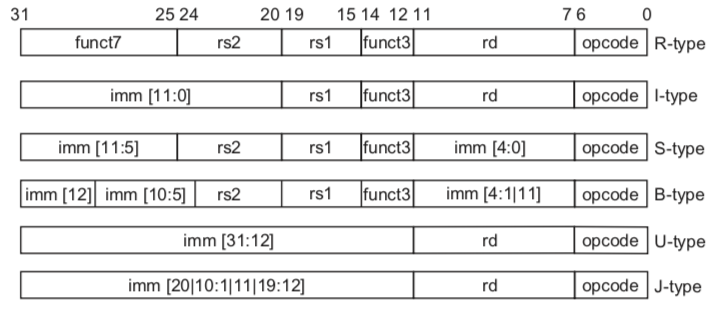 31 25 24 20 19 15 14 12 11 7 6 0
funct7 rs2 rs1 funct3 rd opcode R-type
imm [11:0] rs1 funct3 rd opcode I-type
imm [11:5] rs2 rs1 funct3 imm [4:0] opcode S-type
imm [12] imm [10:5] rs2 rs1 funct3 imm [4:1|11] opcode B-type
imm [31:12] rd opcode U-type
imm [20|10:1|11|19:12] rd opcode J-type